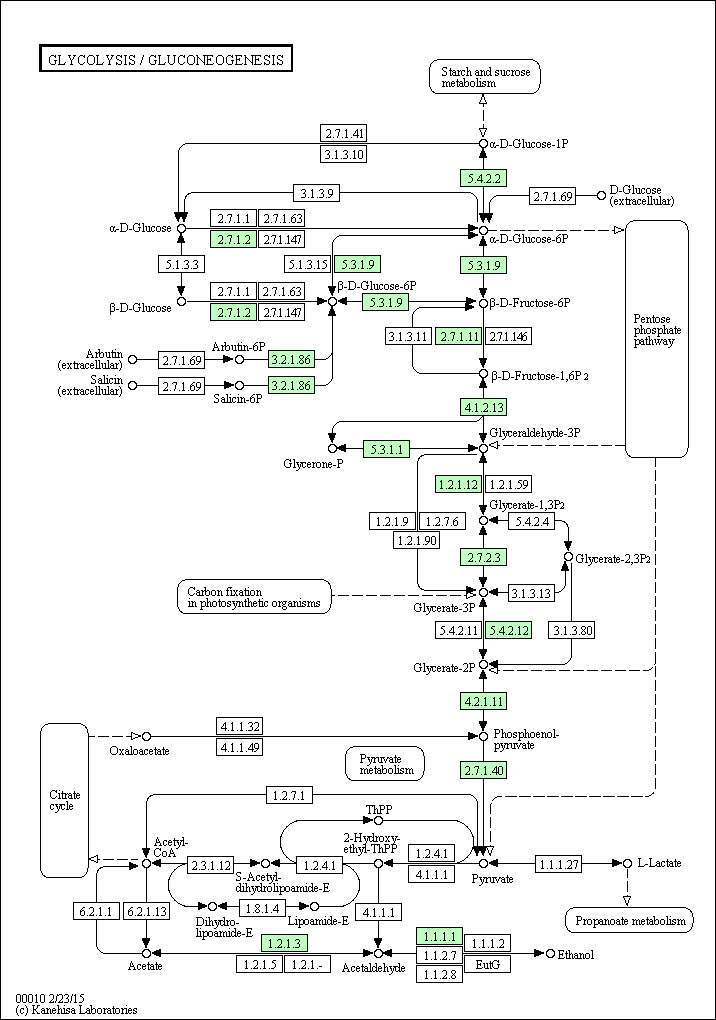 GLYCOLYSIS / GLUCONEOGENESIS
Starch and sucrose
metabolism
2.7.1.41
3.1.3.10
α-D-Glucose-1P
5.4.2.2
3.1.3.9
2.7.1.69
D-Glucose
(extracellular)
α-D-Glucose
2.7.1.1
2.7.1.63
2.7.1.2
2.7.1.147
α-D-Glucose-6P
5.1.3.3
5.1.3.15
5.3.1.9
5.3.1.9
β-D-Glucose
2.7.1.1
2.7.1.63
2.7.1.2
2.7.1.147
β-D-Glucose-6P
5.3.1.9
β-D-Fructose-6P
Pentose
phosphate
pathway
3.1.3.11
2.7.1.11
2.7.1.146
Arbutin
(extracellular)
2.7.1.69
Arbutin-6P
3.2.1.86
Salicin
(extracellular)
2.7.1.69
Salicin-6P
3.2.1.86
β-D-Fructose-1,6P2
4.1.2.13
Glyceraldehyde-3P
Glycerone-P
5.3.1.1
1.2.1.12
1.2.1.59
Glycerate-1,3P2
1.2.1.9
1.2.7.6
1.2.1.90
5.4.2.4
2.7.2.3
Glycerate-2,3P2
Carbon fixation
in photosynthetic organisms
Glycerate-3P
3.1.3.13
5.4.2.11
5.4.2.12
3.1.3.80
Glycerate-2P
4.2.1.11
Citrate
cycle
Oxaloacetate
4.1.1.32
4.1.1.49
Phosphoenol-
pyruvate
Pyruvate
metabolism
2.7.1.40
1.2.7.1
ThPP
Acetyl-
CoA
2.3.1.12
S-Acetyl-
dihydrolipoamide-E
1.2.4.1
2-Hydroxy-
ethyl-ThPP
1.2.4.1
4.1.1.1
Pyruvate
1.1.1.27
L-Lactate
6.2.1.1
6.2.1.13
Dihydro-
lipoamide-E
1.8.1.4
Lipoamide-E
4.1.1.1
Propanoate metabolism
Acetate
1.2.1.3
1.2.1.5
1.2.1.-
Acetaldehyde
1.1.1.1
1.1.1.2
1.1.2.7
EutG
1.1.2.8
Ethanol
00010 2/23/15
(c) Kanehisa Laboratories